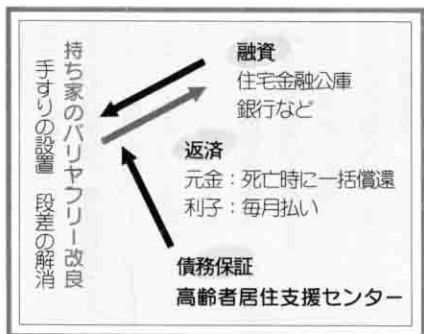 持ち家のバリヤフリー改良
手すりの設置 段差の解消
融資
住宅金融公庫
銀行など
返済
元金：死亡時に一括償還
利子：毎月払い
債務保証
高齢者居住支援センター